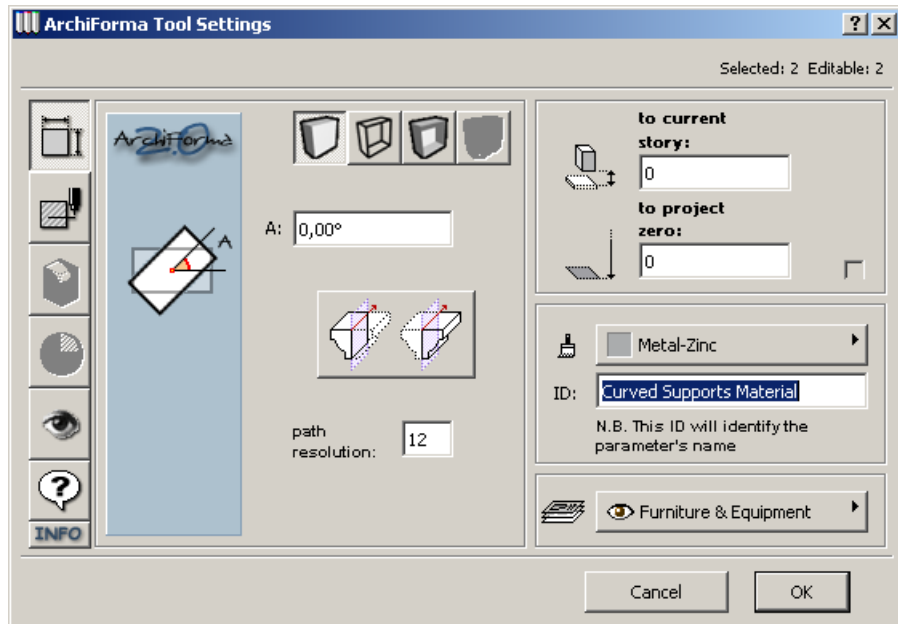 ArchiForma Tool Settings
Selected: 2 Editable: 2
ArchiForma
2.0
A
A: 0,00°
path
resolution: 12
INFO
to current
story:
0
to project
zero:
0
Metal-Zinc
ID: Curved Supports Material
N.B. This ID will identify the
parameter's name
Furniture & Equipment
Cancel OK